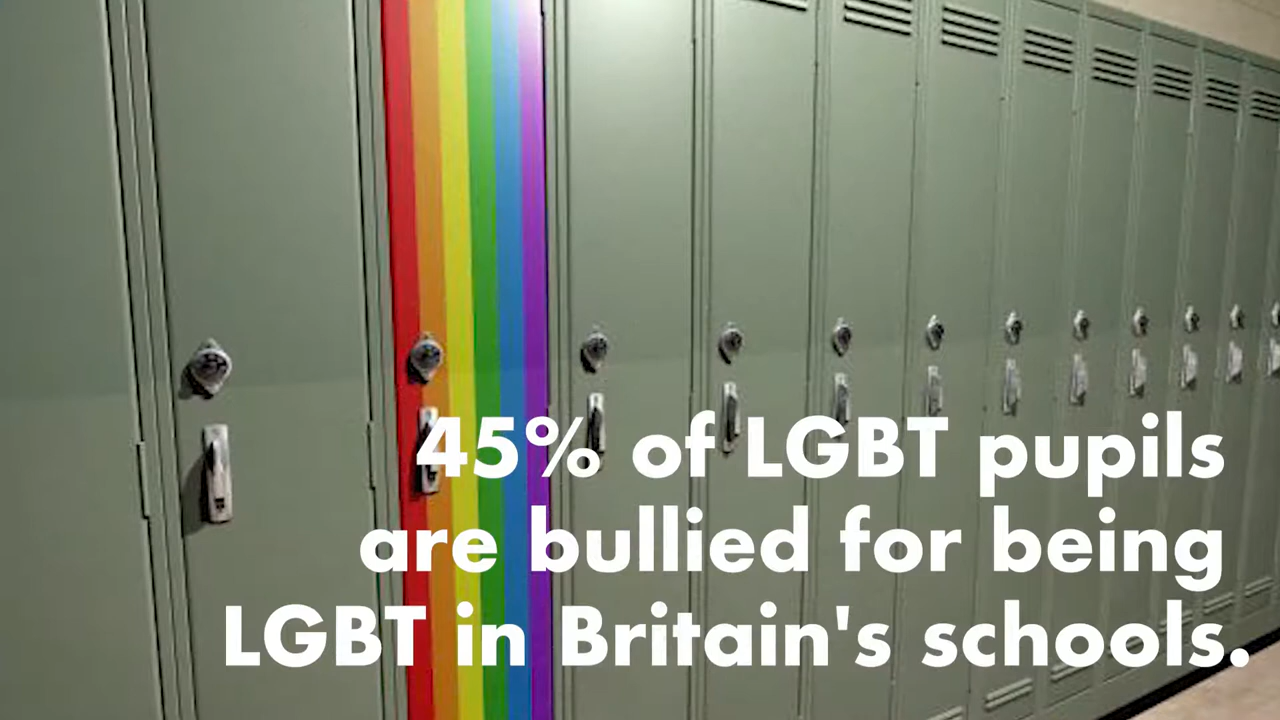 45% of LGBT pupils
are bullied for being
LGBT in Britain's schools.